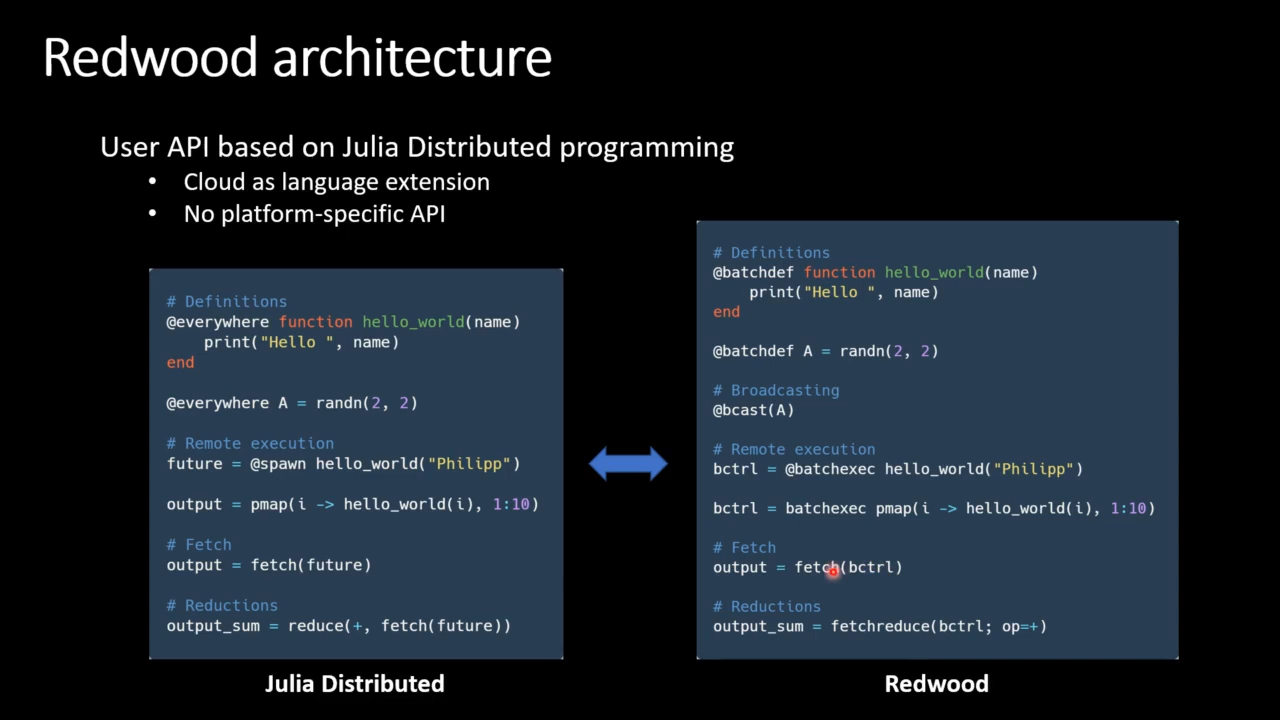 Redwood architecture
User API based on Julia Distributed programming
• Cloud as language extension
• No platform-specific API
# Definitions
@everywhere function hello_world(name)
print("Hello ", name)
end
@everywhere A = randn(2, 2)
# Remote execution
future = @spawn hello_world("Philipp")
output = pmap(i -> hello_world(i), 1:10)
# Fetch
output = fetch(future)
# Reductions
output_sum = reduce(+, fetch(future))
Julia Distributed
# Definitions
@batchdef function hello_world(name)
print("Hello ", name)
end
@batchdef A = randn(2, 2)
# Broadcasting
@bcast(A)
# Remote execution
bctrl = @batchexec hello_world("Philipp")
bctrl = batchexec pmap(i -> hello_world(i), 1:10)
# Fetch
output = fetch(bctrl)
# Reductions
output_sum = fetchreduce(bctrl; op=+)
Redwood